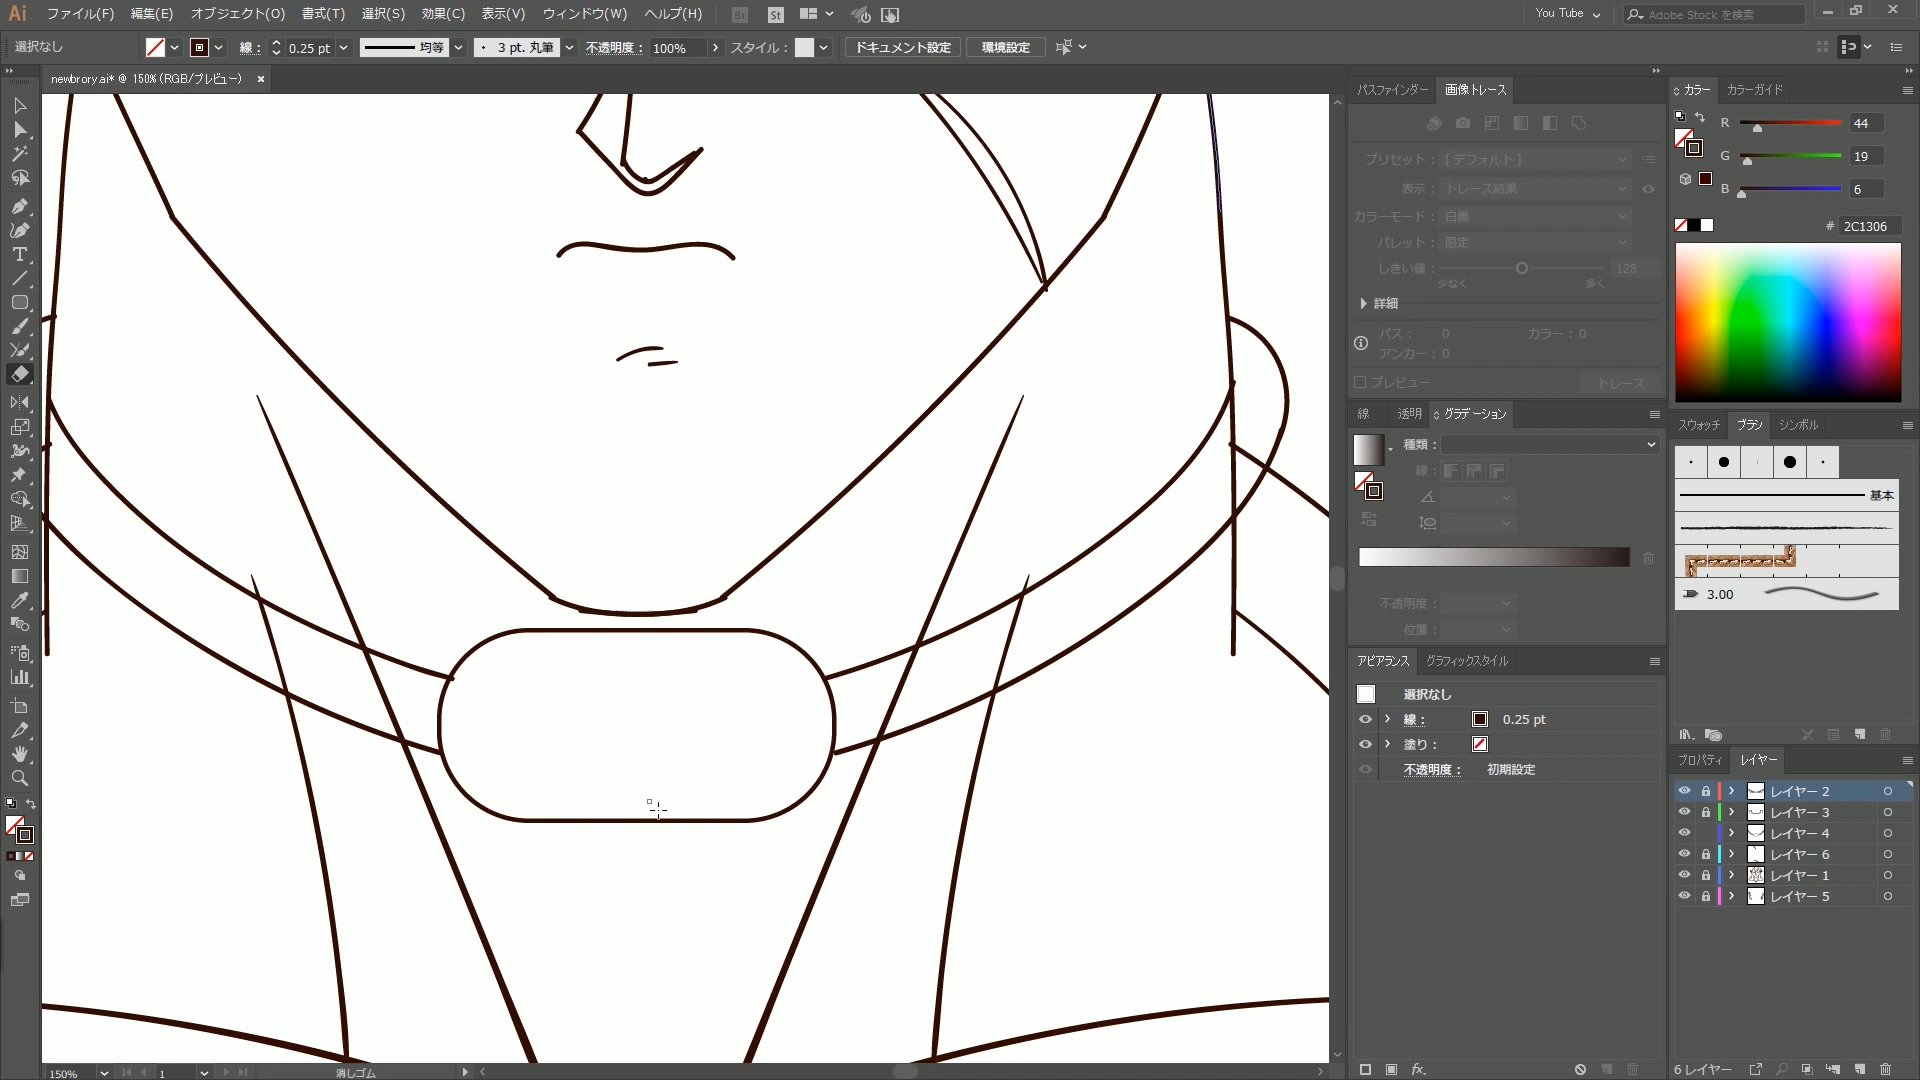 Ai ファイル(F) 編集(E) オブジェクト(O) 書式(T) 選択(S) 効果(C) 表示(V) ウィンドウ(W) ヘルプ(H) Br St You Tube Adobe Stock を検索
選択なし 線： 0.25 pt 均等 3 pt. 丸筆 不透明度： 100% スタイル： ドキュメント設定 環境設定
newbrory.ai* @ 150% (RGB/プレビュー)
パスファインダー 画像トレース
プリセット： [デフォルト]
表示： トレース結果
カラーモード： 白黒
パレット： 限定
しきい値： 128
少なく 多く
詳細
パス： 0 カラー： 0
アンカー： 0
プレビュー トレース
線 透明 グラデーション
種類：
線：
不透明度：
位置：
アピアランス グラフィックスタイル
選択なし
線： 0.25 pt
塗り：
不透明度： 初期設定
カラー カラーガイド
R 44
G 19
B 6
# 2C1306
スウォッチ ブラシ シンボル
基本
3.00
プロパティ レイヤー
レイヤー 2
レイヤー 3
レイヤー 4
レイヤー 6
レイヤー 1
レイヤー 5
6 レイヤー
fx
150% 1 消しゴム